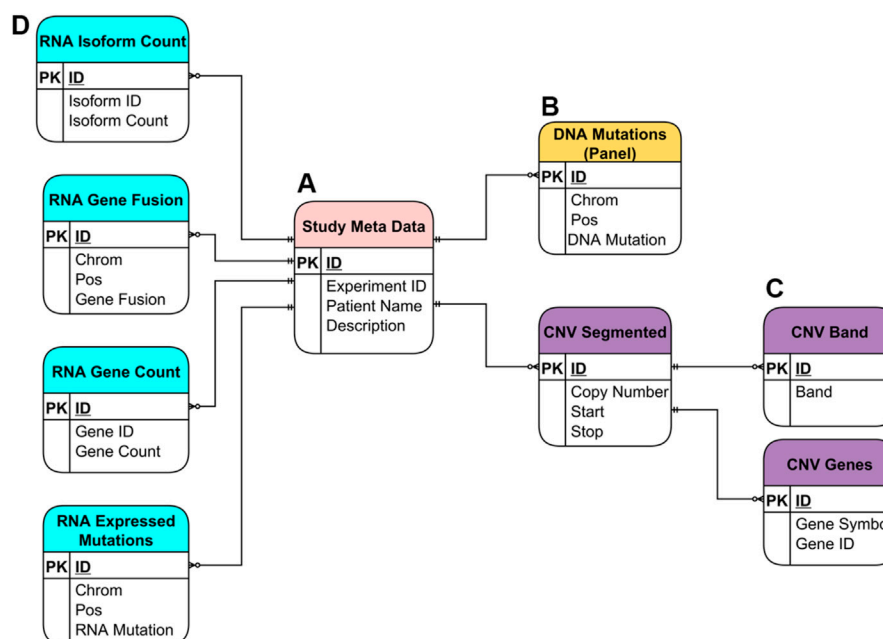 D
RNA Isoform Count
PK ID
Isoform ID
Isoform Count
RNA Gene Fusion
PK ID
Chrom
Pos
Gene Fusion
RNA Gene Count
PK ID
Gene ID
Gene Count
RNA Expressed
Mutations
PK ID
Chrom
Pos
RNA Mutation
A
Study Meta Data
PK ID
Experiment ID
Patient Name
Description
B
DNA Mutations
(Panel)
PK ID
Chrom
Pos
DNA Mutation
CNV Segmented
PK ID
Copy Number
Start
Stop
C
CNV Band
PK ID
Band
CNV Genes
PK ID
Gene Symbo
Gene ID